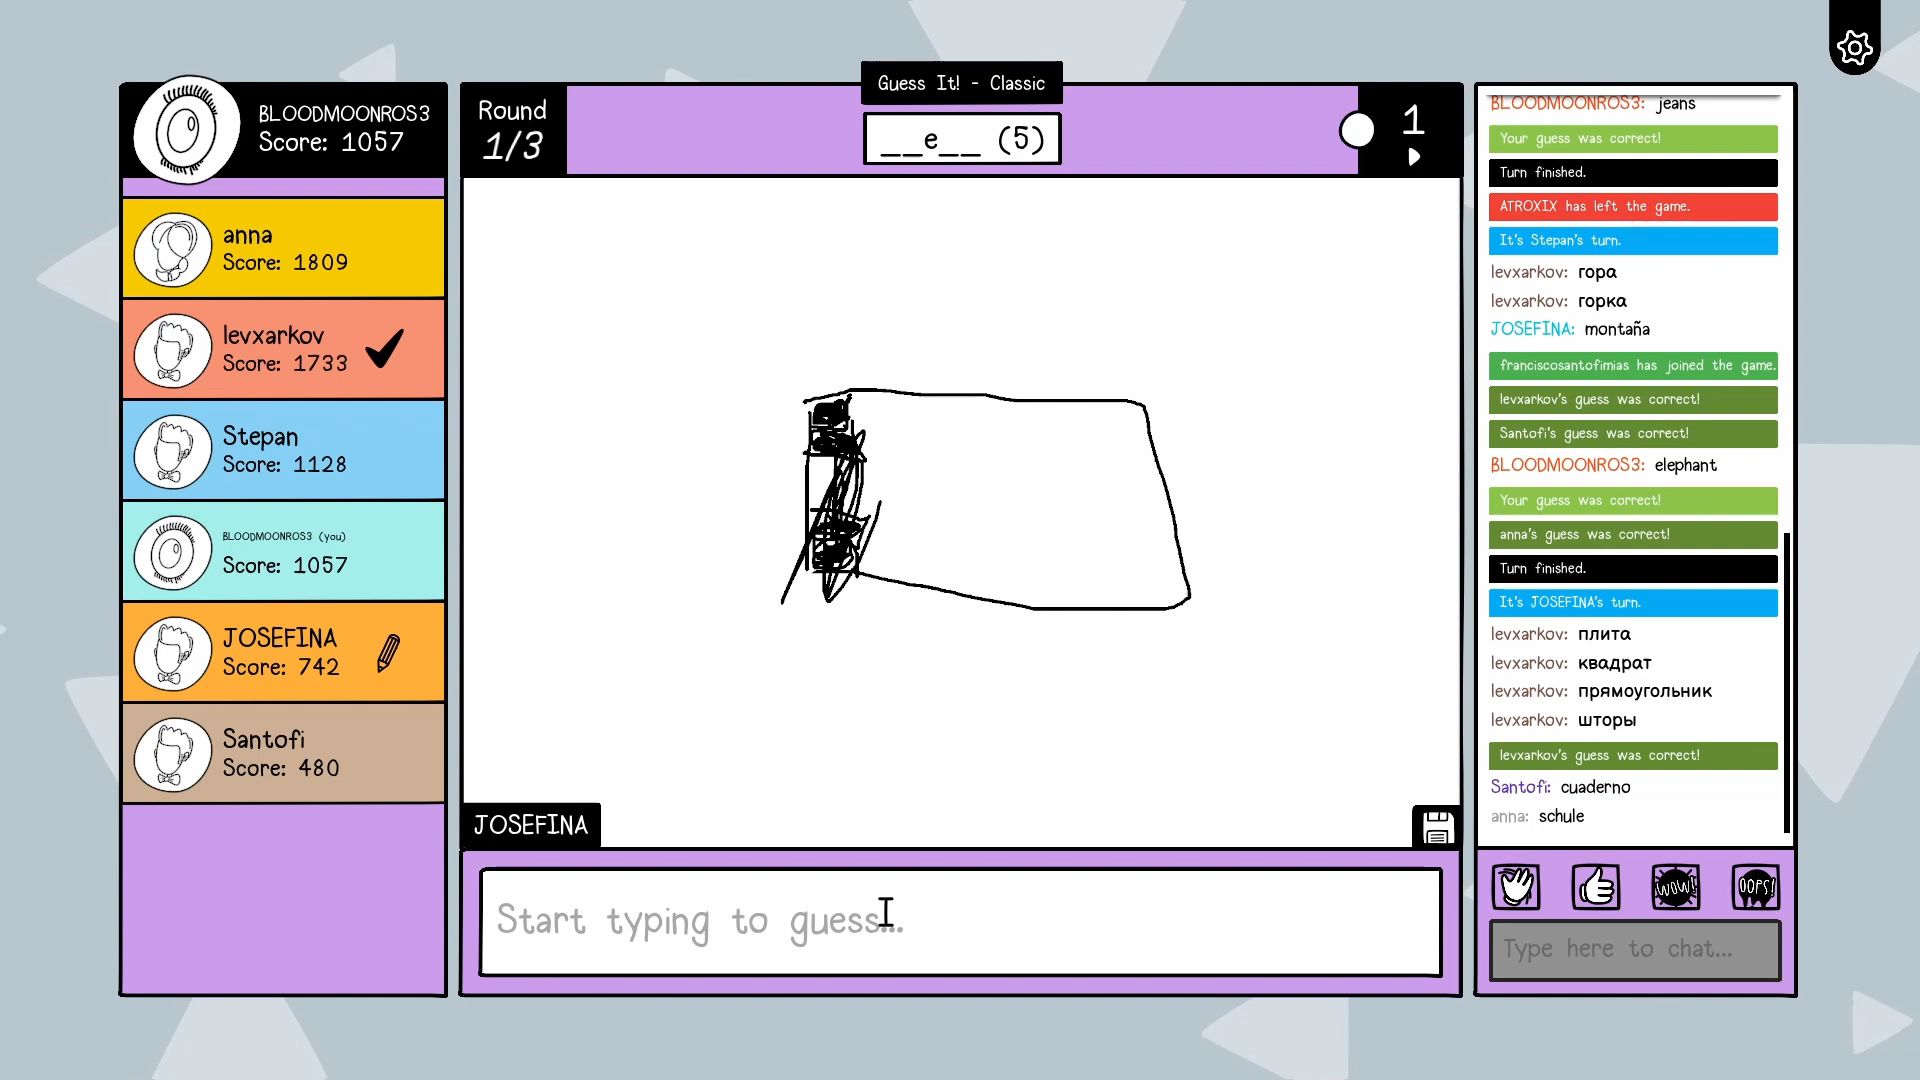 Guess It! - Classic
BLOODMOONROS3
Score: 1057
Round
1/3
__e__ (5)
1
anna
Score: 1809
levxarkov
Score: 1733
Stepan
Score: 1128
BLOODMOONROS3 (you)
Score: 1057
JOSEFINA
Score: 742
Santofi
Score: 480
JOSEFINA
Start typing to guess...
BLOODMOONROS3: jeans
Your guess was correct!
Turn finished.
ATROXIX has left the game.
It's Stepan's turn.
levxarkov: гора
levxarkov: горка
JOSEFINA: montaña
franciscosantofimias has joined the game.
levxarkov's guess was correct!
Santofi's guess was correct!
BLOODMOONROS3: elephant
Your guess was correct!
anna's guess was correct!
Turn finished.
It's JOSEFINA's turn.
levxarkov: плита
levxarkov: квадрат
levxarkov: прямоугольник
levxarkov: шторы
levxarkov's guess was correct!
Santofi: cuaderno
anna: schule
WOW!
OOPS!
Type here to chat...